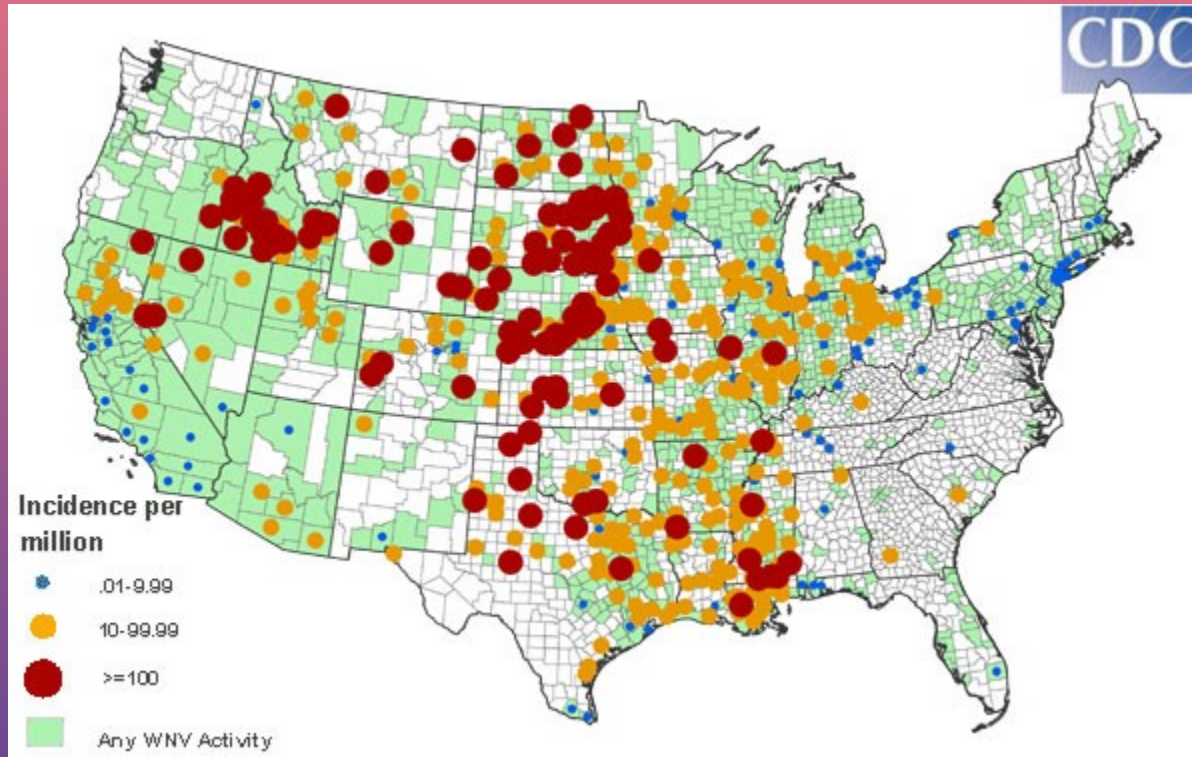 CDC
Incidence per
million
.01-9.99
10-99.99
>=100
Any WNV Activity